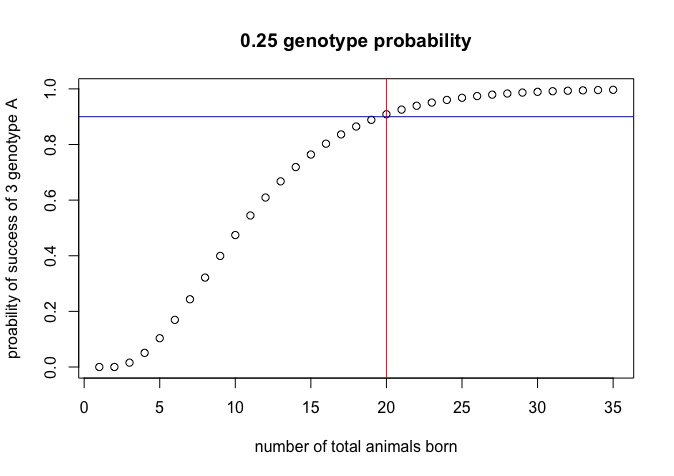 0.25 genotype probability
proability of success of 3 genotype A
1.0
0.8
0.6
0.4
0.2
0.0
0 5 10 15 20 25 30 35
number of total animals born